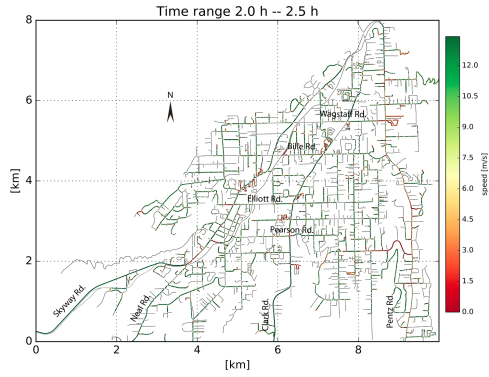 Time range 2.0 h -- 2.5 h
8
6
4
2
0
[km]
0
2
4
6
8
[km]
N
Wagstaff Rd.
Bille Rd.
Elliott Rd.
Pearson Rd.
Skyway Rd.
Neal Rd.
Clark Rd.
Pentz Rd.
12.0
10.5
9.0
7.5
6.0
4.5
3.0
1.5
0.0
speed [m/s]